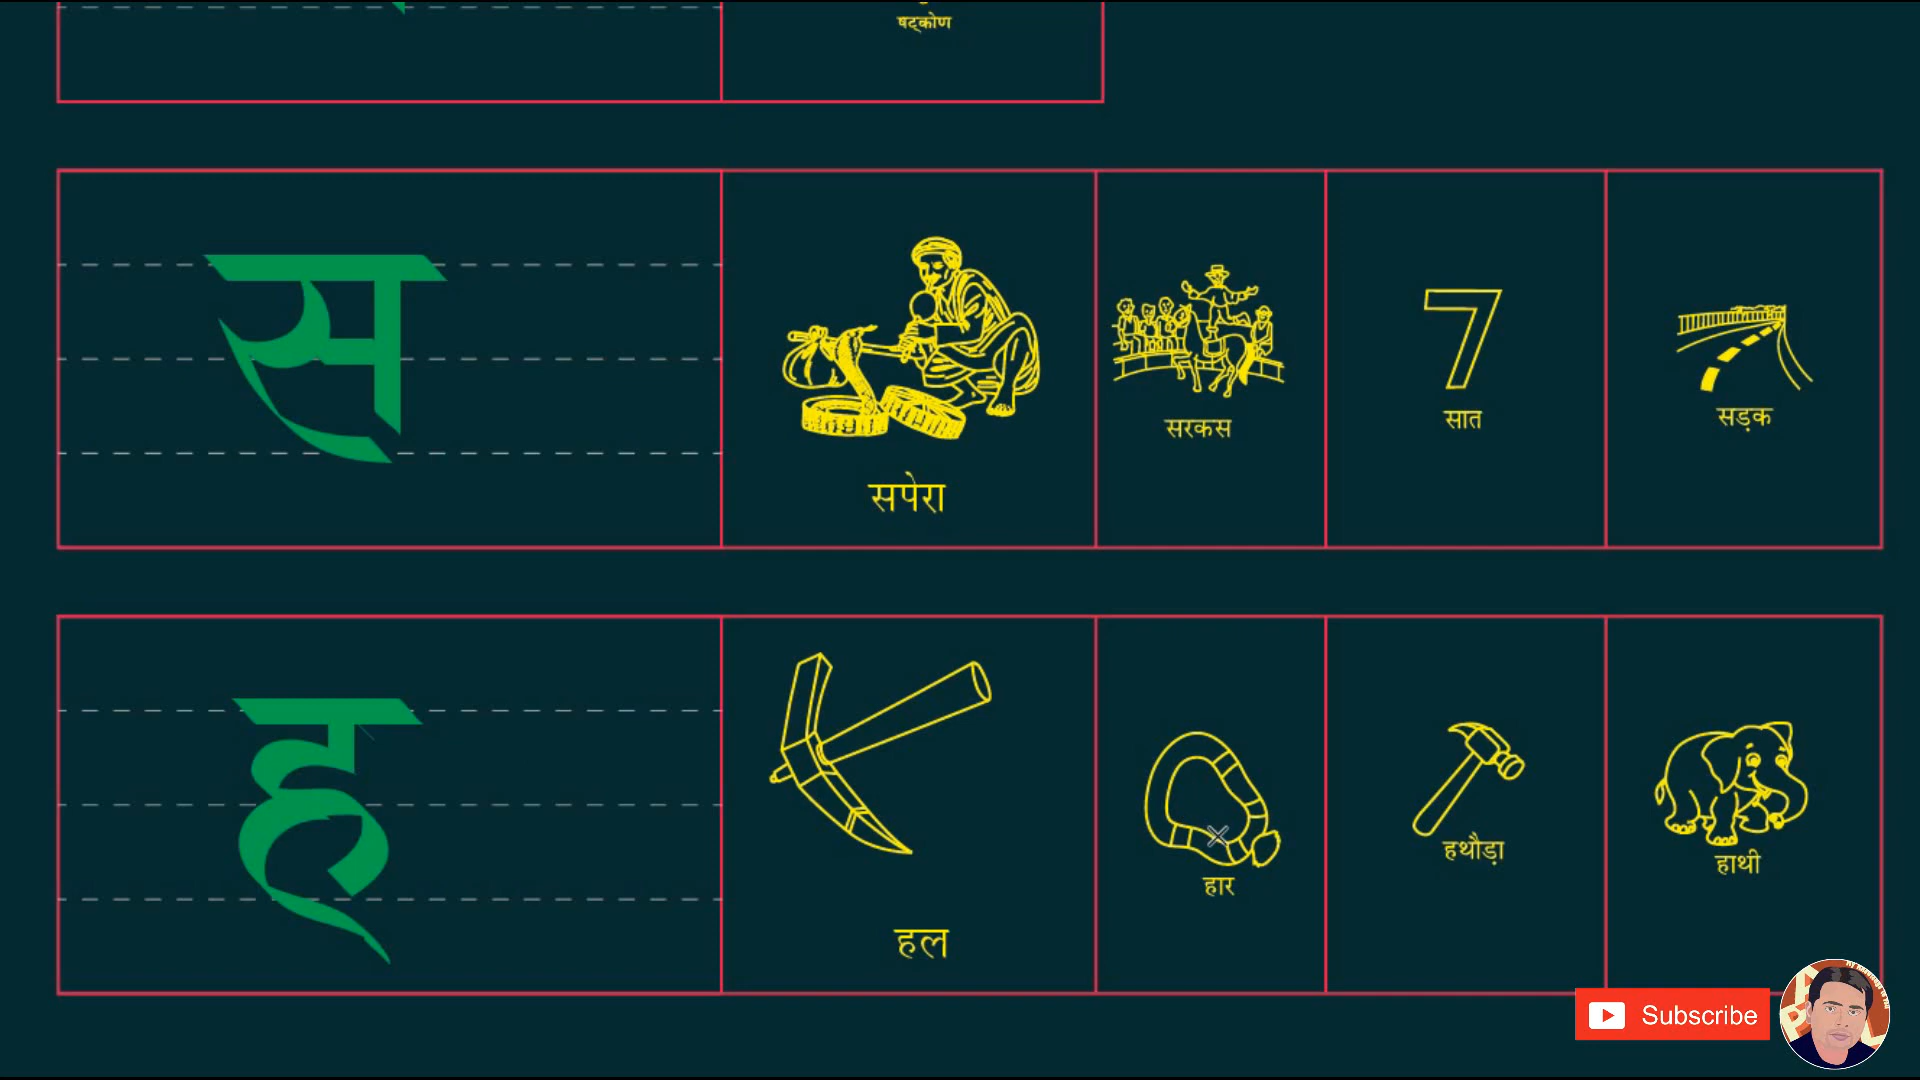 षट्कोण
स
सपेरा
सरकस
7
सात
सड़क
ह
हल
हार
हथौड़ा
हाथी
Subscribe